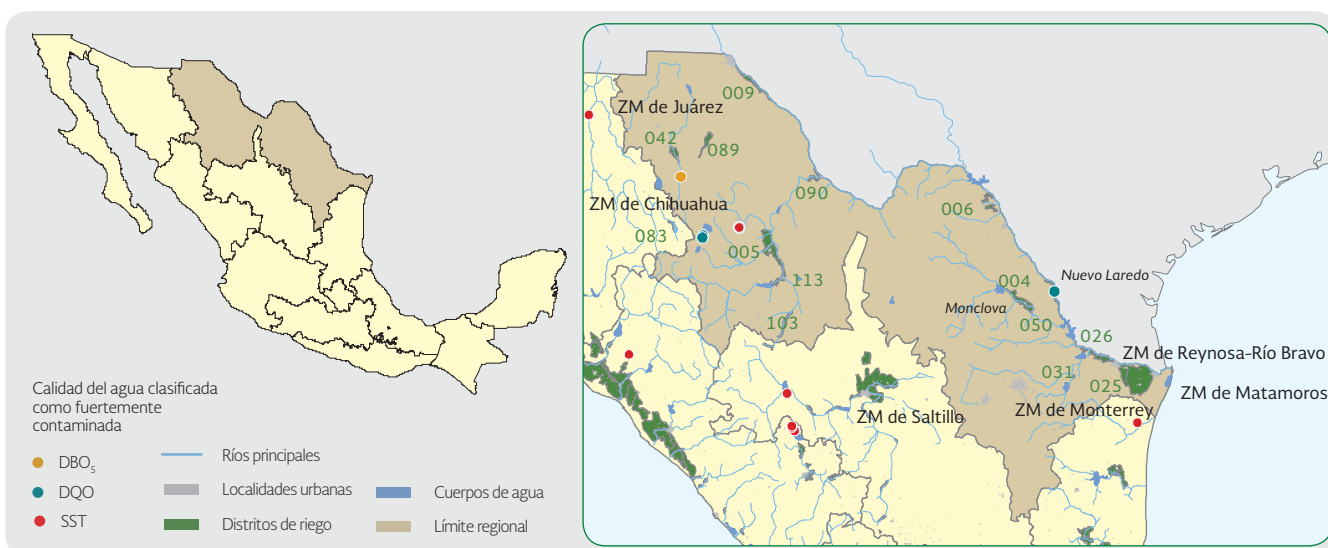 Calidad del agua clasificada
como fuertemente
contaminada
DBO₅
DQO
SST
Ríos principales
Localidades urbanas
Distritos de riego
Cuerpos de agua
Límite regional
009
ZM de Juárez
042
089
090
ZM de Chihuahua
006
083
005
Nuevo Laredo
113
004
Monclova
103
050
026
ZM de Reynosa-Río Bravo
031
025
ZM de Matamoros
ZM de Saltillo
ZM de Monterrey